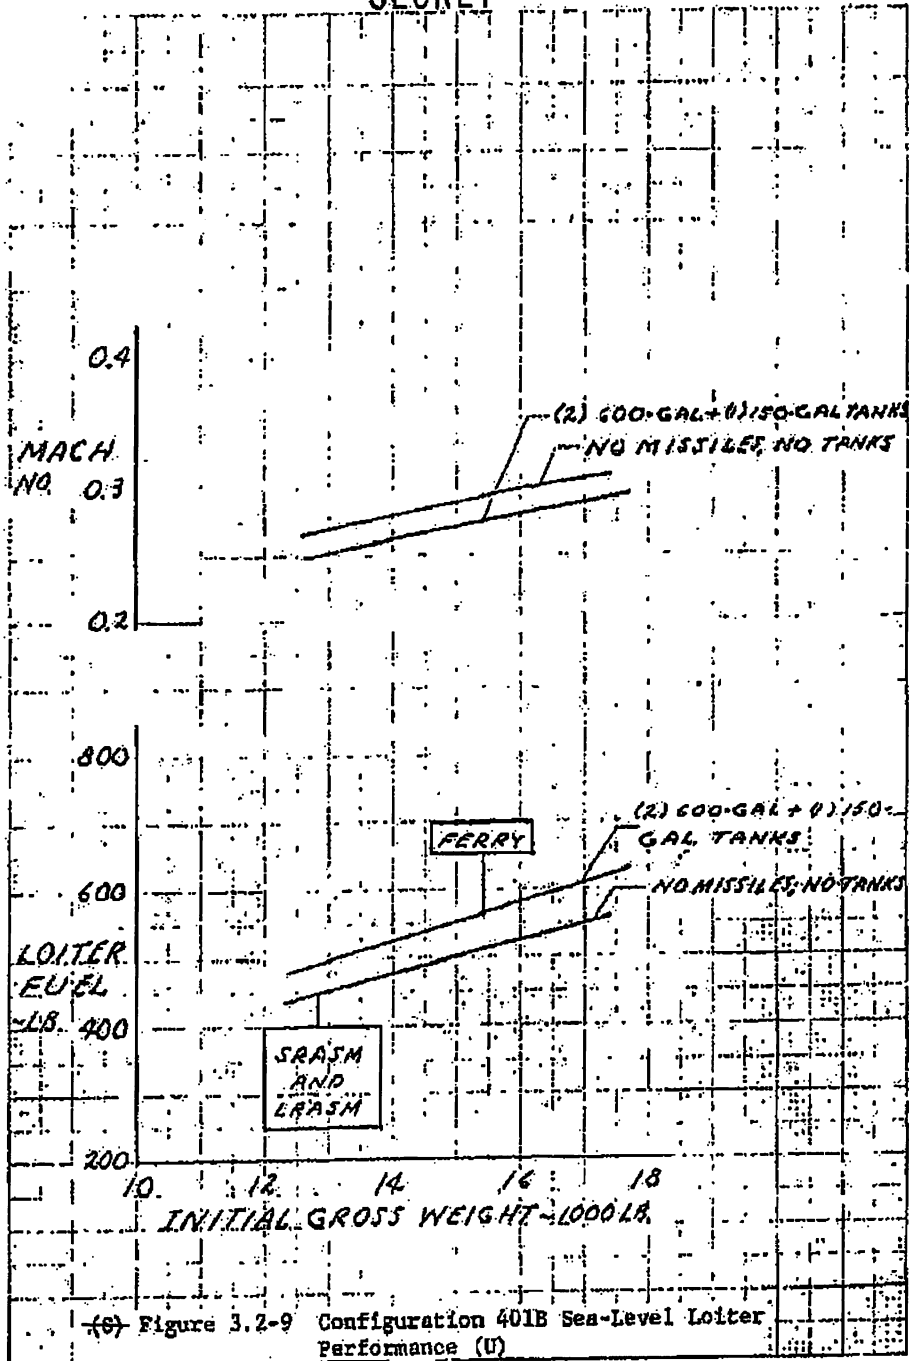 SECRET
0.4
(2) 600-GAL + (1) 150-GAL TANKS
NO MISSILES, NO TANKS
MACH
NO.
0.3
0.2
800
(2) 600-GAL + (1) 150-
GAL TANKS
FERRY
600
NO MISSILES, NO TANKS
LOITER
FUEL
~LB.
400
SRASM
AND
LRASM
200
10 12 14 16 18
INITIAL GROSS WEIGHT ~ 1000 LB.
(S) Figure 3.2-9 Configuration 401B Sea-Level Loiter
Performance (U)